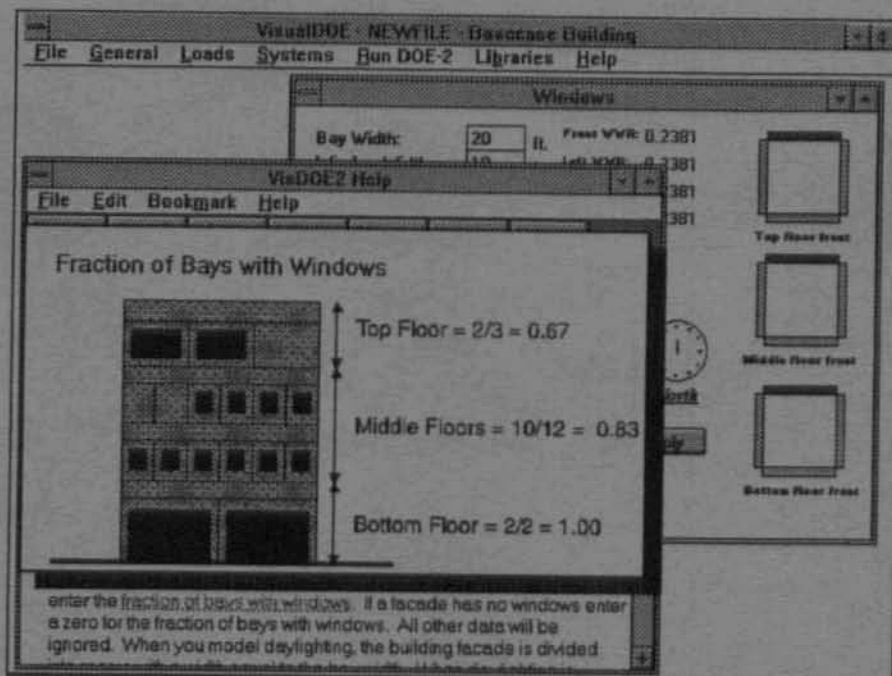 VisualDOE - NEWFILE - Basecase Building
File General Loads Systems Run DOE-2 Libraries Help
Windows
Bay Width: 20 ft. Front WWR: 0.2381
10 Left WWR: 0.2381
VisDOE2 Help
File Edit Bookmark Help
Fraction of Bays with Windows
Top Floor = 2/3 = 0.67
Middle Floors = 10/12 = 0.83
Bottom Floor = 2/2 = 1.00
Top floor front
Middle floor front
Bottom floor front
enter the fraction of bays with windows. If a facade has no windows enter
a zero for the fraction of bays with windows. All other data will be
ignored. When you model daylighting, the building facade is divided